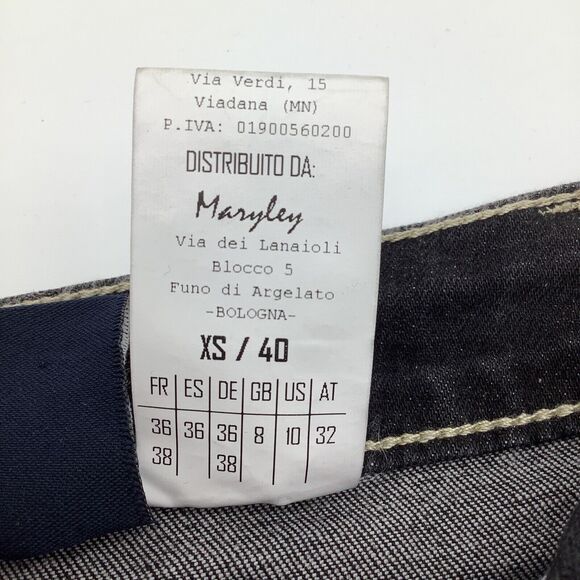 Via Verdi, 15
Viadana (MN)
P.IVA: 01900560200
DISTRIBUITO DA:
Maryley
Via dei Lanaioli
Blocco 5
Funo di Argelato
-BOLOGNA-
XS / 40
FR ES DE GB US AT
36 36 36 8 10 32
38 38